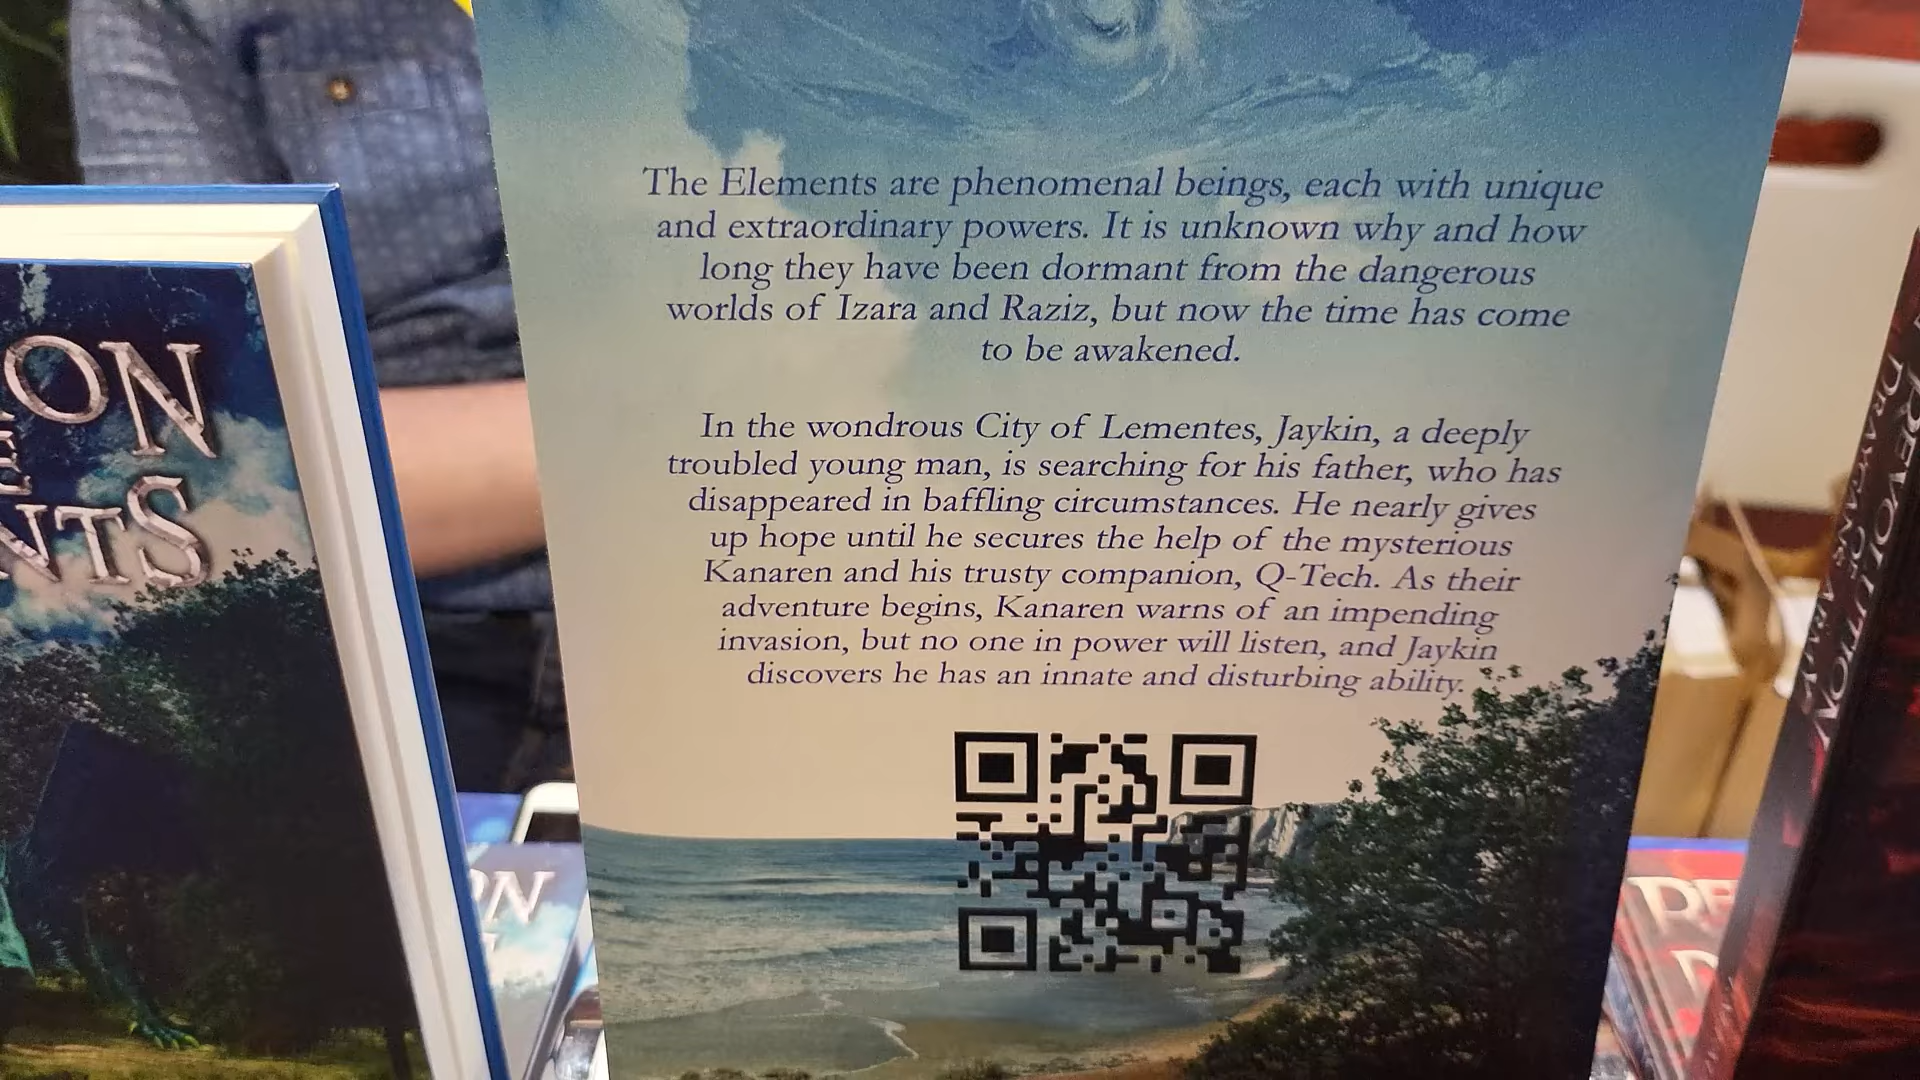 The Elements are phenomenal beings, each with unique
and extraordinary powers. It is unknown why and how
long they have been dormant from the dangerous
worlds of Izara and Raziz, but now the time has come
to be awakened.
In the wondrous City of Lementes, Jaykin, a deeply
troubled young man, is searching for his father, who has
disappeared in baffling circumstances. He nearly gives
up hope until he secures the help of the mysterious
Kanaren and his trusty companion, Q-Tech. As their
adventure begins, Kanaren warns of an impending
invasion, but no one in power will listen, and Jaykin
discovers he has an innate and disturbing ability.
ION
E
NTS
ON
REVOLUTION